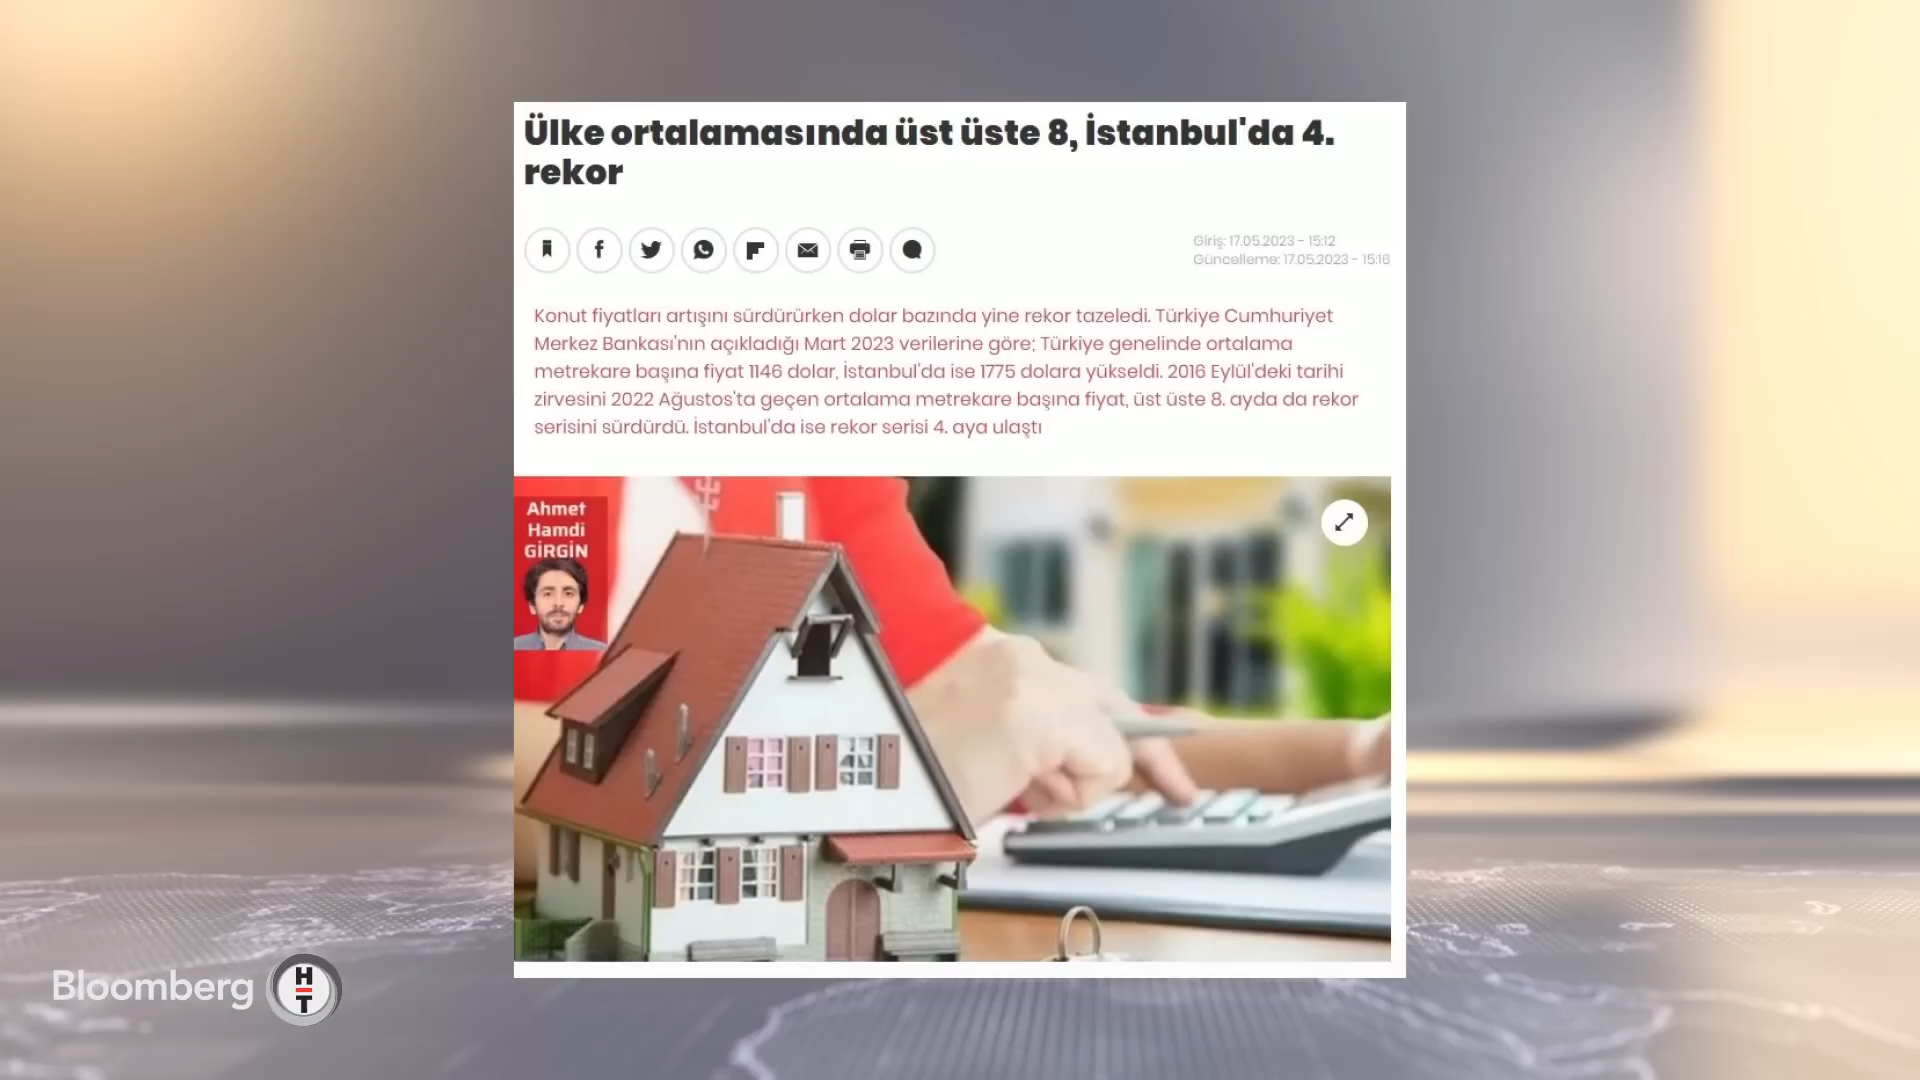 Ülke ortalamasında üst üste 8, İstanbul'da 4.
rekor
Giriş: 17.05.2023 - 15:12
Güncelleme: 17.05.2023 - 15:16
Konut fiyatları artışını sürdürürken dolar bazında yine rekor tazeledi. Türkiye Cumhuriyet
Merkez Bankası'nın açıkladığı Mart 2023 verilerine göre; Türkiye genelinde ortalama
metrekare başına fiyat 1146 dolar, İstanbul'da ise 1775 dolara yükseldi. 2016 Eylül'deki tarihi
zirvesini 2022 Ağustos'ta geçen ortalama metrekare başına fiyat, üst üste 8. ayda da rekor
serisini sürdürdü. İstanbul'da ise rekor serisi 4. aya ulaştı
Ahmet
Hamdi
GİRGİN
Bloomberg HT